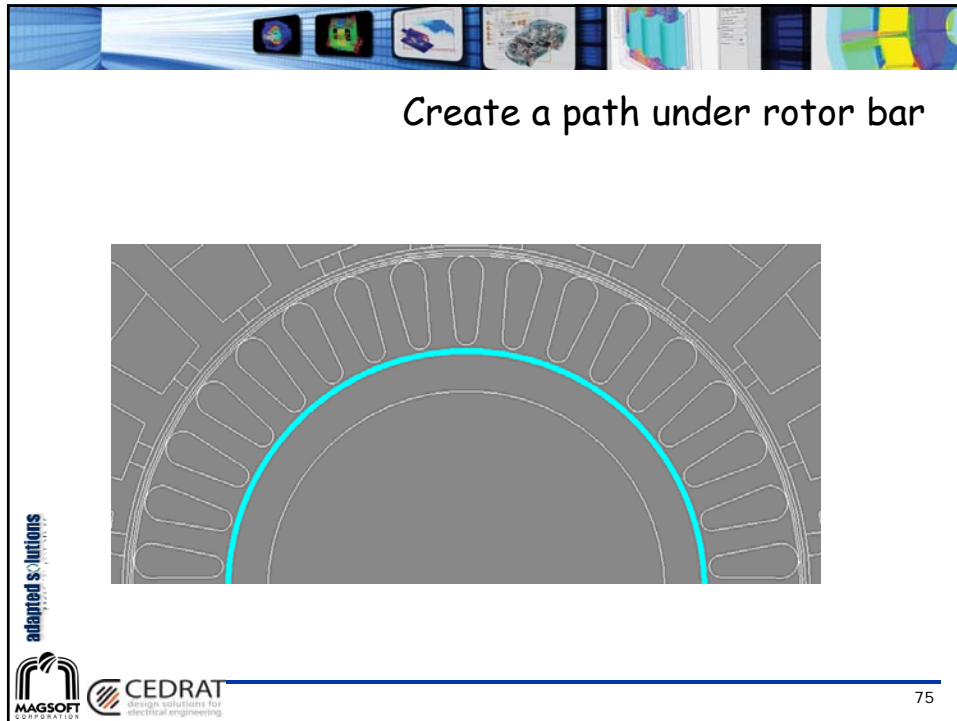 Create a path under rotor bar
adapted solutions
MAGSOFT
CORPORATION
CEDRAT
design solutions for
electrical engineering
75